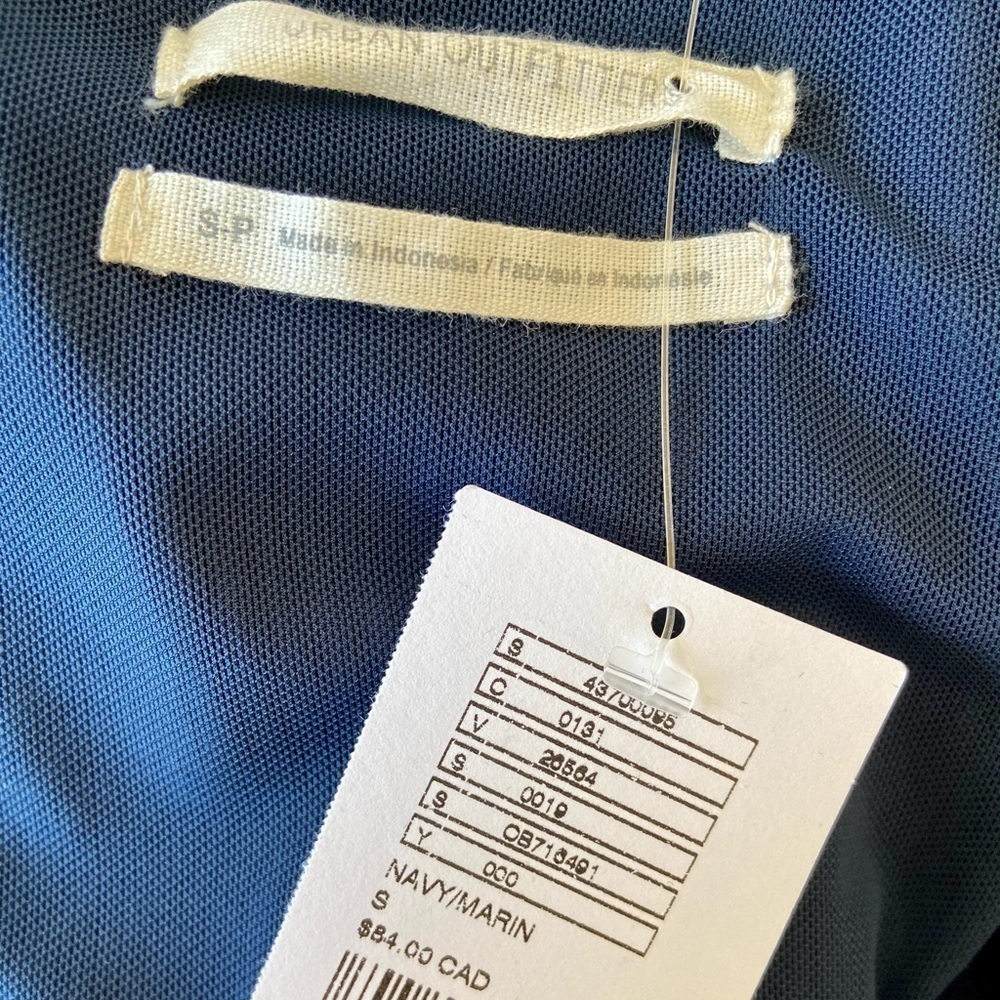 URBAN OUTFITTERS
S-P Made in Indonesia / Fabriqué en Indonésie
S 43700095
C 0131
V 26564
S 0019
S OB716491
Y 000
NAVY/MARIN
S
$84.00 CAD